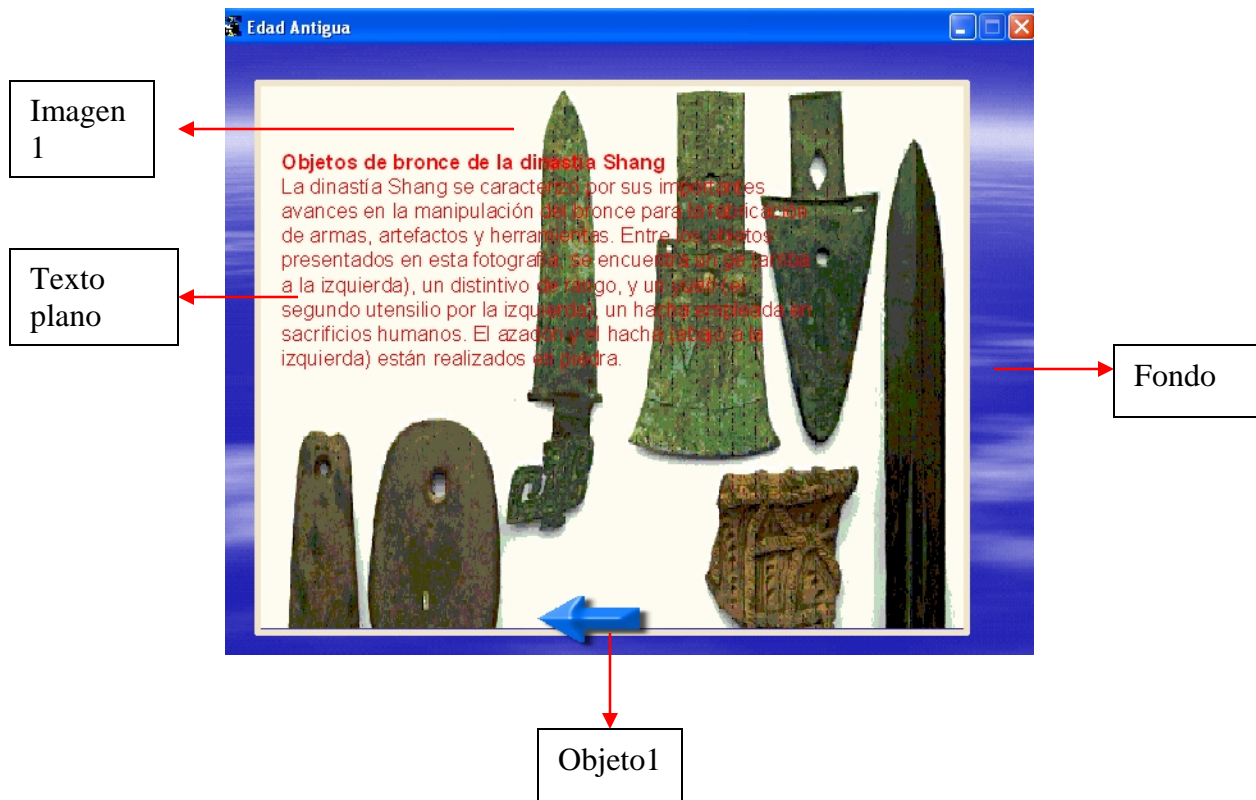 Edad Antigua
Imagen
1
Objetos de bronce de la dinastía Shang
La dinastía Shang se caracterizó por sus importantes
avances en la manipulación del bronce para la fabricación
de armas, artefactos y herramientas. Entre los objetos
presentados en esta fotografía, se encuentra un ge (arriba
a la izquierda), un distintivo de rango, y un (el
segundo utensilio por la izquierda), un hacha empleada en
sacrificios humanos. El azadón y el hacha (abajo a la
izquierda) están realizados en piedra.
Texto
plano
Fondo
Objeto1